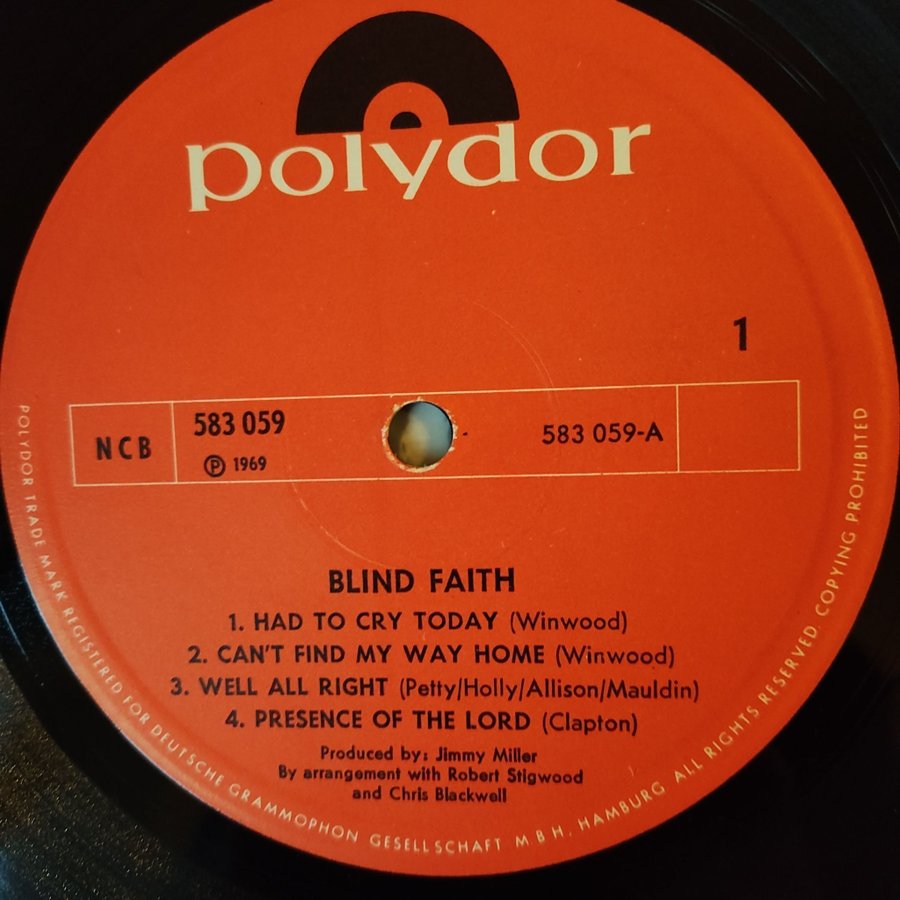 polydor
1
NCB
583 059
℗ 1969
583 059-A
BLIND FAITH
1. HAD TO CRY TODAY (Winwood)
2. CAN'T FIND MY WAY HOME (Winwood)
3. WELL ALL RIGHT (Petty/Holly/Allison/Mauldin)
4. PRESENCE OF THE LORD (Clapton)
Produced by: Jimmy Miller
By arrangement with Robert Stigwood
and Chris Blackwell
POLYDOR TRADE MARK REGISTERED FOR DEUTSCHE GRAMMOPHON GESELLSCHAFT M B H, HAMBURG ALL RIGHTS RESERVED COPYING PROHIBITED